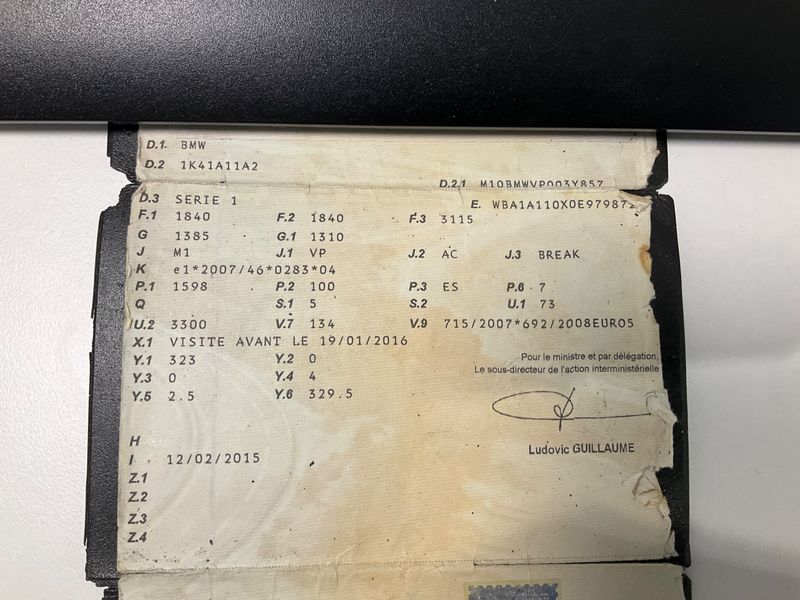 D.1 BMW
D.2 1K41A11A2
D.2.1 M10BMWVP003Y857
D.3 SERIE 1
E. WBA1A110X0E97987
F.1 1840 F.2 1840 F.3 3115
G 1385 G.1 1310
J M1 J.1 VP J.2 AC J.3 BREAK
K e1*2007/46*0283*04
P.1 1598 P.2 100 P.3 ES P.6 7
Q S.1 5 S.2 U.1 73
U.2 3300 V.7 134 V.9 715/2007*692/2008EURO5
X.1 VISITE AVANT LE 19/01/2016
Y.1 323 Y.2 0
Pour le ministre et par délégation,
Le sous-directeur de l'action interministérielle
Y.3 0 Y.4 4
Y.5 2.5 Y.6 329.5
H
Ludovic GUILLAUME
I 12/02/2015
Z.1
Z.2
Z.3
Z.4